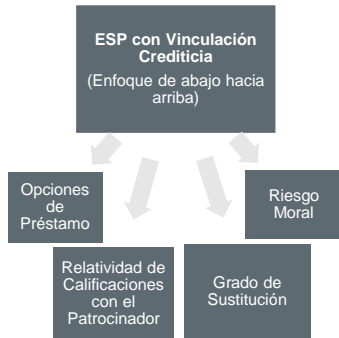 ESP con Vinculación
Crediticia
(Enfoque de abajo hacia
arriba)
Opciones
de
Préstamo
Riesgo
Moral
Relatividad de
Calificaciones
con el
Patrocinador
Grado de
Sustitución